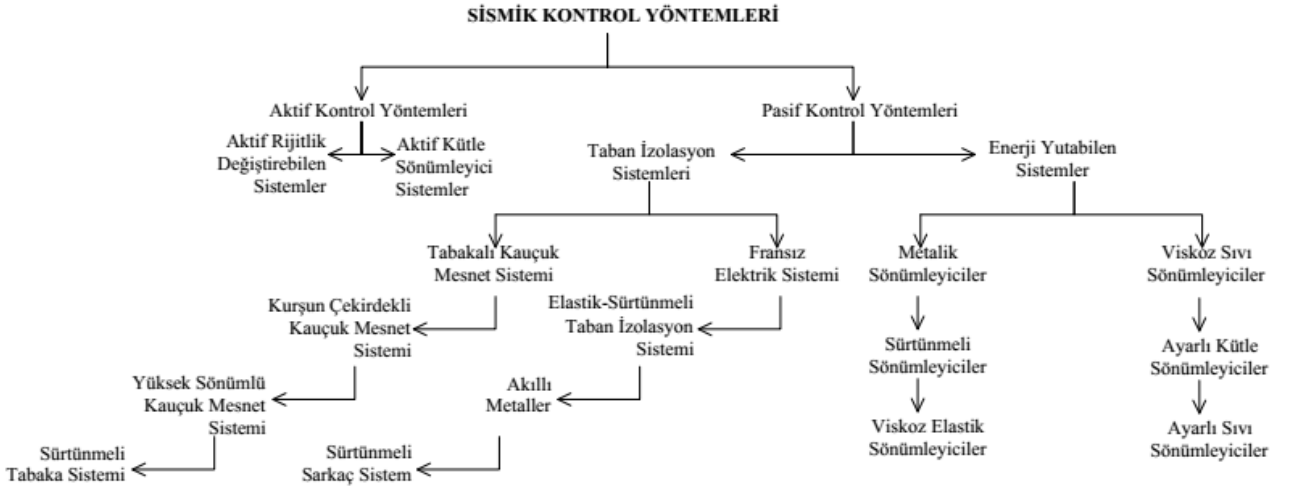 SİSMİK KONTROL YÖNTEMLERİ
Aktif Kontrol Yöntemleri
Pasif Kontrol Yöntemleri
Aktif Rijitlik
Değiştirebilen
Sistemler
Aktif Kütle
Sönümleyici
Sistemler
Taban İzolasyon
Sistemleri
Enerji Yutabilen
Sistemler
Tabakalı Kauçuk
Mesnet Sistemi
Fransız
Elektrik Sistemi
Metalik
Sönümleyiciler
Viskoz Sıvı
Sönümleyiciler
Kurşun Çekirdekli
Kauçuk Mesnet
Sistemi
Elastik-Sürtünmeli
Taban İzolasyon
Sistemi
Sürtünmeli
Sönümleyiciler
Ayarlı Kütle
Sönümleyiciler
Yüksek Sönümlü
Kauçuk Mesnet
Sistemi
Akıllı
Metaller
Viskoz Elastik
Sönümleyiciler
Ayarlı Sıvı
Sönümleyiciler
Sürtünmeli
Tabaka Sistemi
Sürtünmeli
Sarkaç Sistem